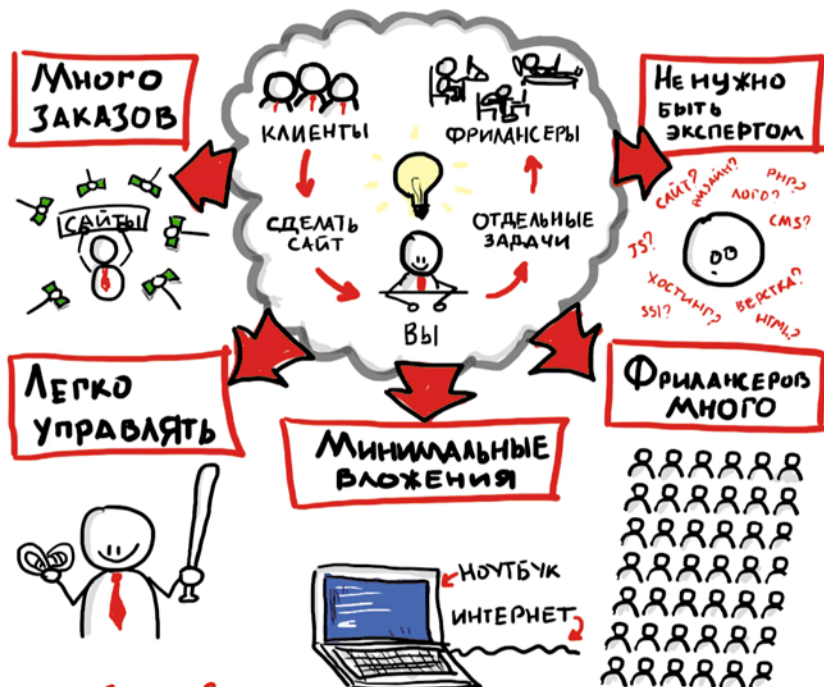 Много
заказов
Клиенты
Фрилансеры
Не нужно
быть
экспертом
Сделать
сайт
Отдельные
задачи
Вы
Сайты
Сайт?
Дизайн?
Лого?
PHP?
CMS?
JS?
Хостинг?
SSI?
Верстка?
HTML?
Легко
управлять
Минимальные
вложения
Фрилансеров
много
Ноутбук
Интернет